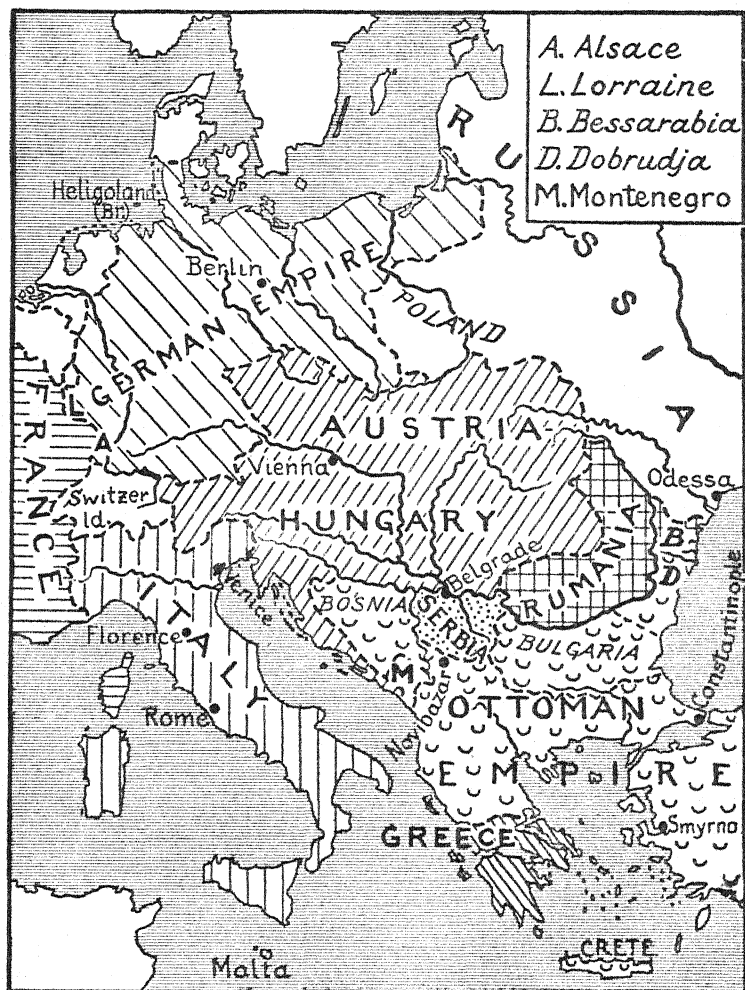 A. Alsace
L. Lorraine
B. Bessarabia
D. Dobrudja
M. Montenegro
RUSSIA
Heligoland
(Br.)
Berlin
GERMAN EMPIRE
POLAND
FRANCE
L
A
AUSTRIA
Vienna
Switzer
ld.
HUNGARY
Odessa
RUMANIA
B
D
Belgrade
Venice
ITALY
BOSNIA
SERBIA
BULGARIA
Florence
M
Novibazar
Constantinople
Rome
OTTOMAN
EMPIRE
Smyrna
GREECE
CRETE
Malta